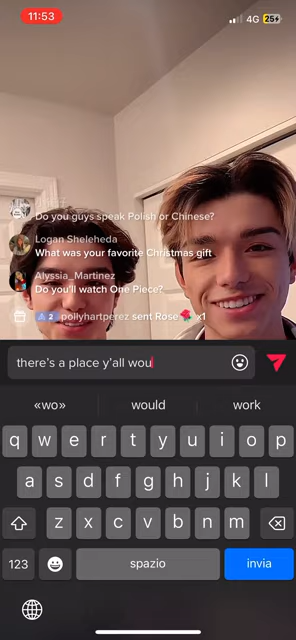 11:53
4G
25
Do you guys speak Polish or Chinese?
Logan Sheleheda
What was your favorite Christmas gift
Alyssia_Martinez
Do you'll watch One Piece?
2 pollyhartperez sent Rose x1
there's a place y'all wou
«wo» would work
q w e r t y u i o p
a s d f g h j k l
z x c v b n m
123 spazio invia